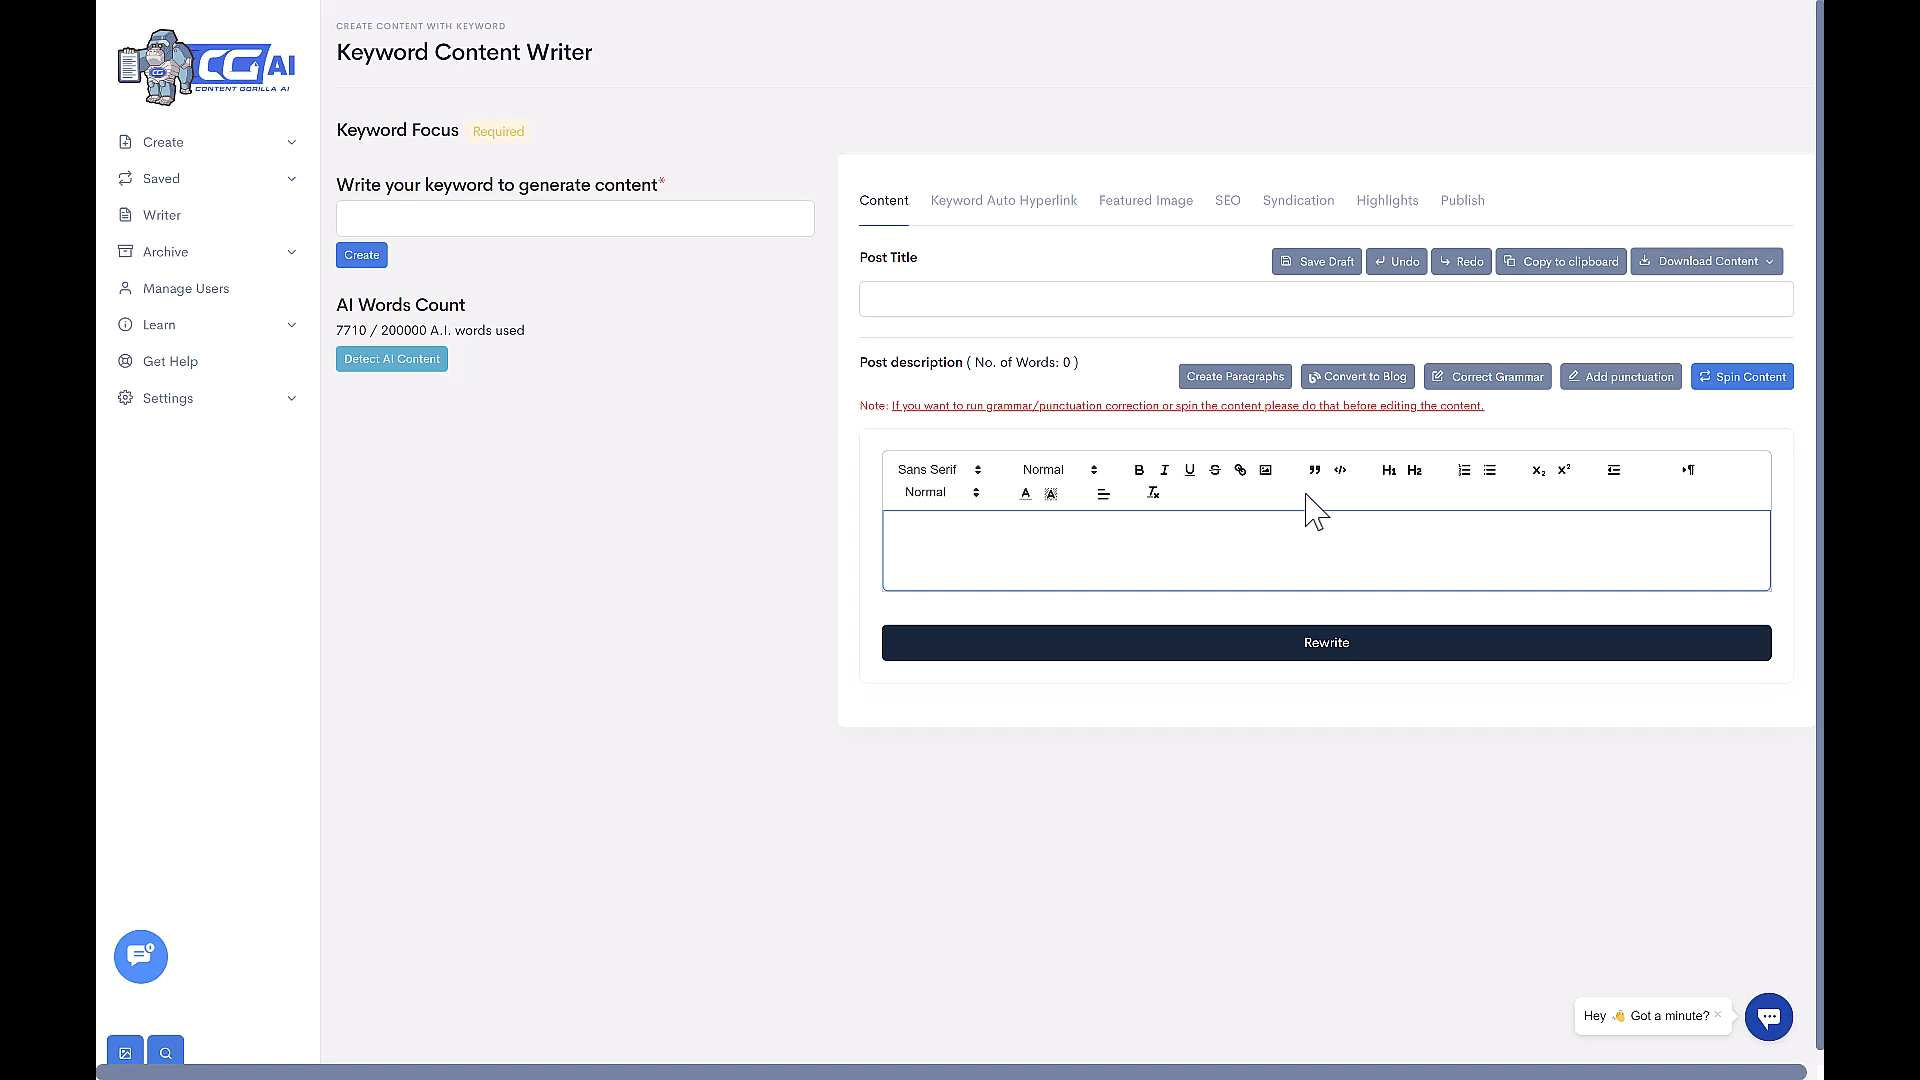 CG AI
CONTENT GORILLA AI
Create
Saved
Writer
Archive
Manage Users
Learn
Get Help
Settings
CREATE CONTENT WITH KEYWORD
Keyword Content Writer
Keyword Focus Required
Write your keyword to generate content*
Create
AI Words Count
7710 / 200000 A.I. words used
Detect AI Content
Content Keyword Auto Hyperlink Featured Image SEO Syndication Highlights Publish
Post Title Save Draft Undo Redo Copy to clipboard Download Content
Post description ( No. of Words: 0 )
Create Paragraphs Convert to Blog Correct Grammar Add punctuation Spin Content
Note: If you want to run grammar/punctuation correction or spin the content please do that before editing the content.
Sans Serif Normal B I U S H1 H2 X2 X2
Normal A A Tx
Rewrite
Hey 👋 Got a minute? ×